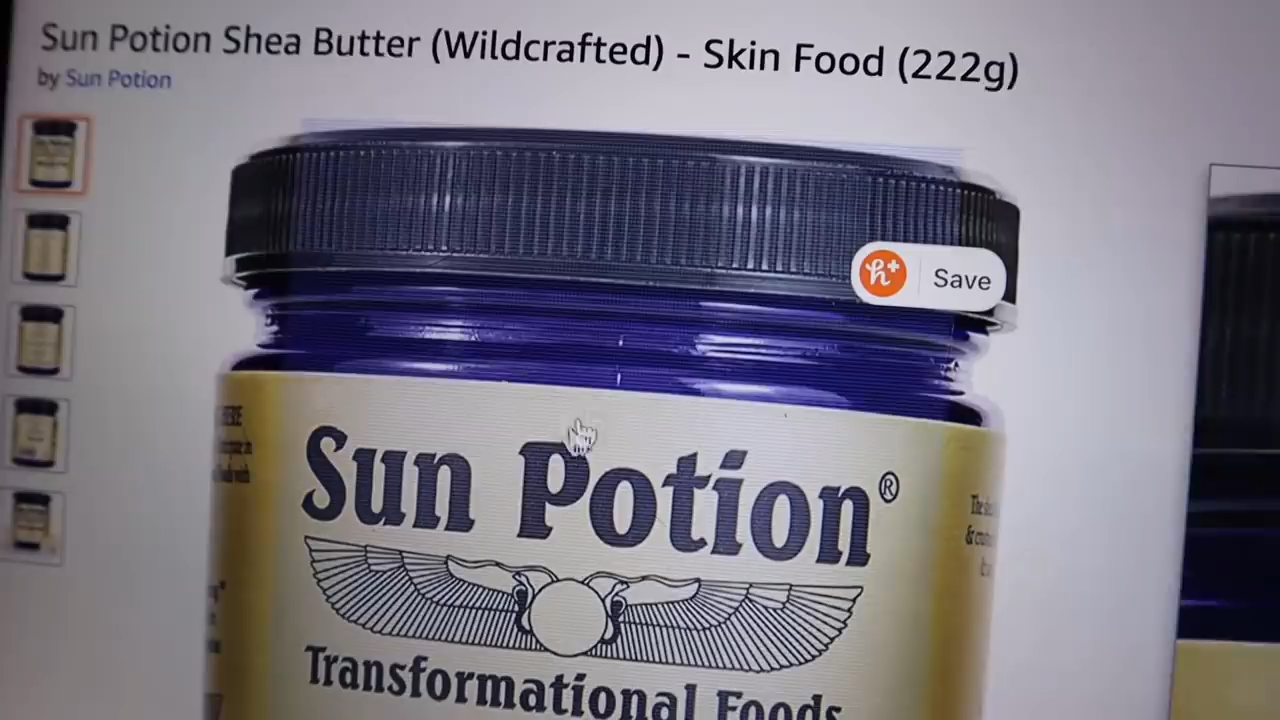 Sun Potion Shea Butter (Wildcrafted) - Skin Food (222g)
by Sun Potion
h+ Save
Sun Potion®
Transformational Foods